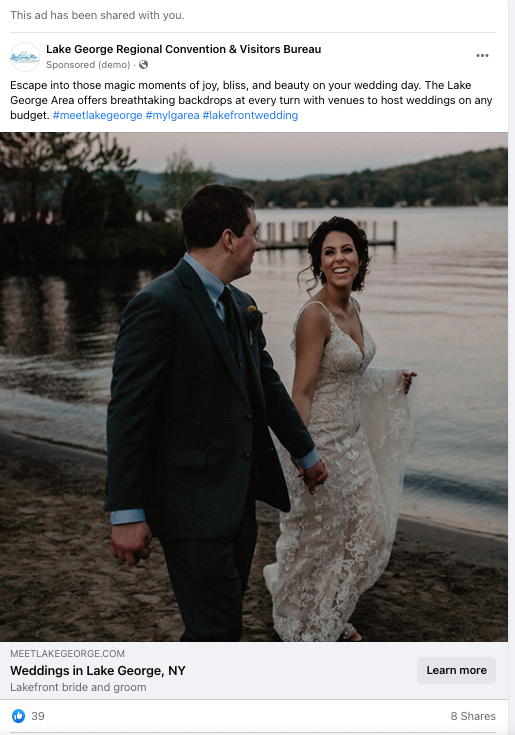 This ad has been shared with you.
Lake George Regional Convention & Visitors Bureau
Sponsored (demo) ·
Escape into those magic moments of joy, bliss, and beauty on your wedding day. The Lake
George Area offers breathtaking backdrops at every turn with venues to host weddings on any
budget. #meetlakegeorge #mylgarea #lakefrontwedding
MEETLAKEGEORGE.COM
Weddings in Lake George, NY
Lakefront bride and groom
Learn more
39
8 Shares